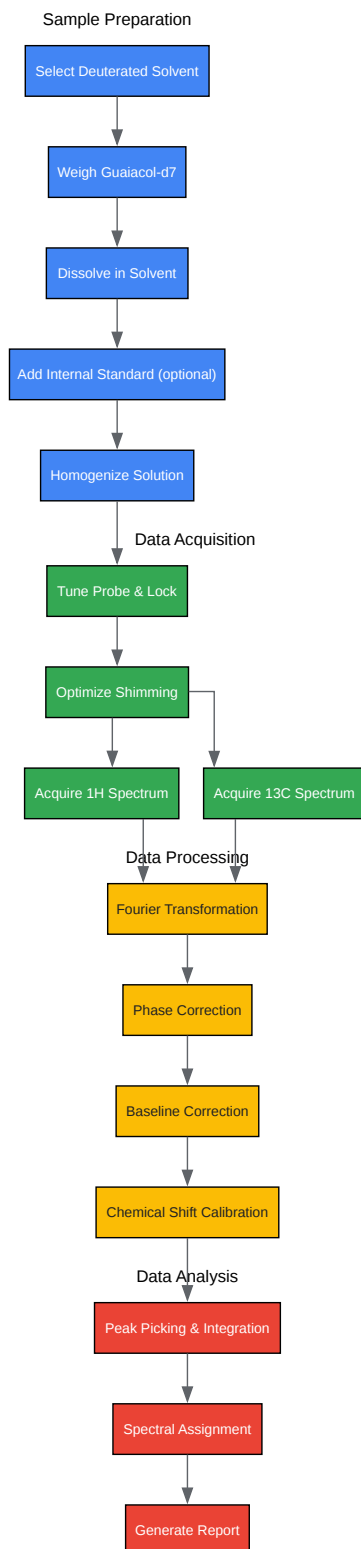 Sample Preparation
Select Deuterated Solvent
Weigh Guaiacol-d7
Dissolve in Solvent
Add Internal Standard (optional)
Homogenize Solution
Data Acquisition
Tune Probe & Lock
Optimize Shimming
Acquire 1H Spectrum
Acquire 13C Spectrum
Data Processing
Fourier Transformation
Phase Correction
Baseline Correction
Chemical Shift Calibration
Data Analysis
Peak Picking & Integration
Spectral Assignment
Generate Report